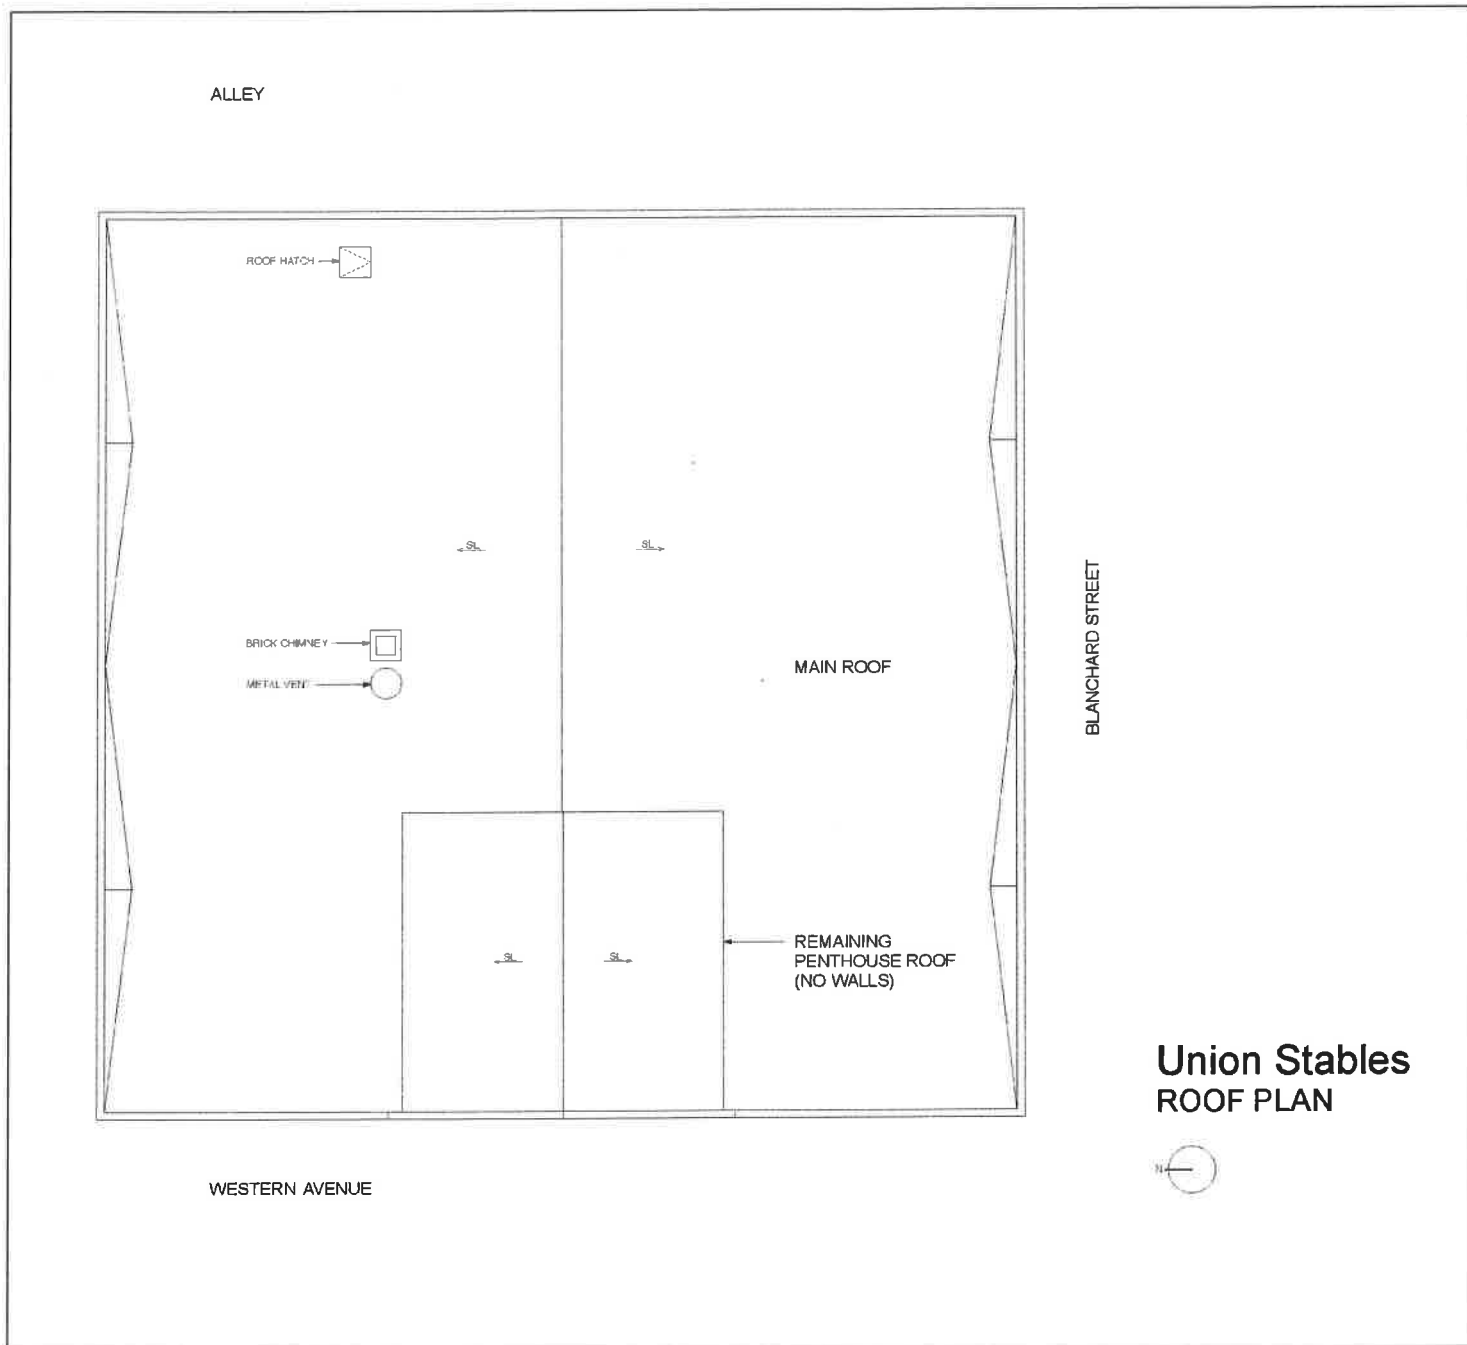 ALLEY
ROOF HATCH
SL
SL
BRICK CHIMNEY
METAL VENT
MAIN ROOF
BLANCHARD STREET
REMAINING
PENTHOUSE ROOF
(NO WALLS)
SL
SL
Union Stables
ROOF PLAN
N
WESTERN AVENUE